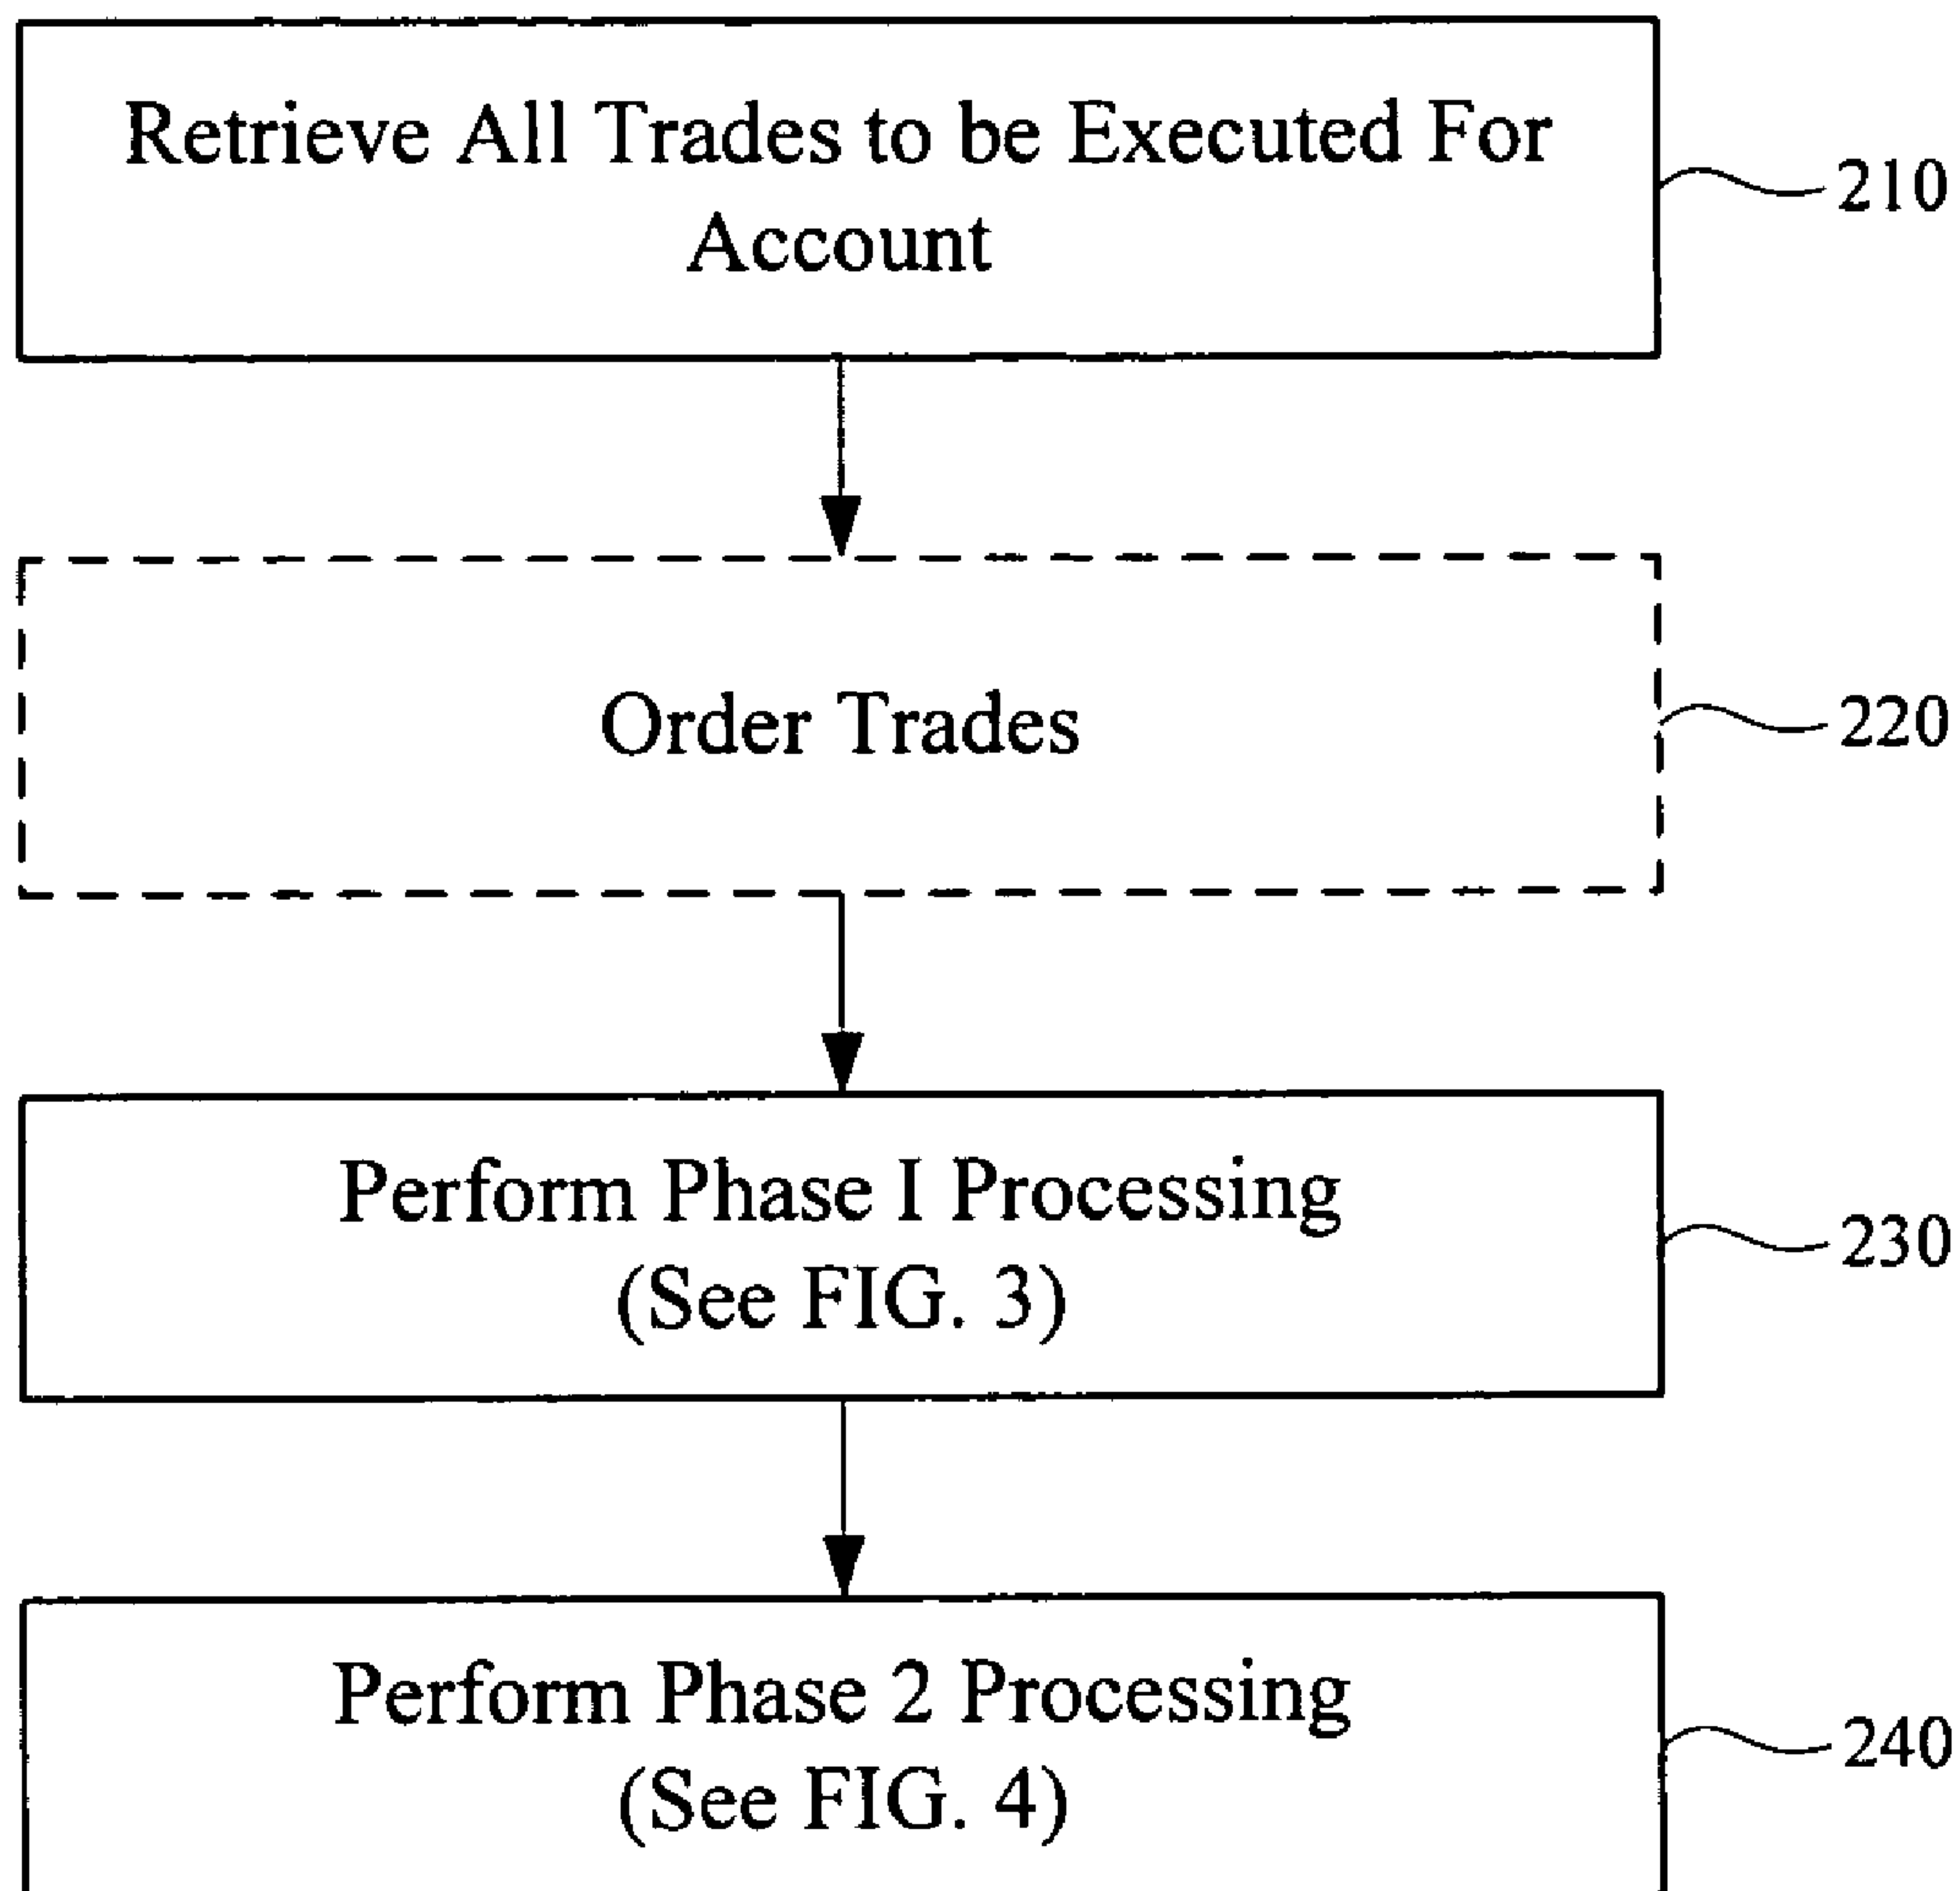 Retrieve All Trades to be Executed For
Account
210
Order Trades
220
Perform Phase I Processing
(See FIG. 3)
230
Perform Phase 2 Processing
(See FIG. 4)
240